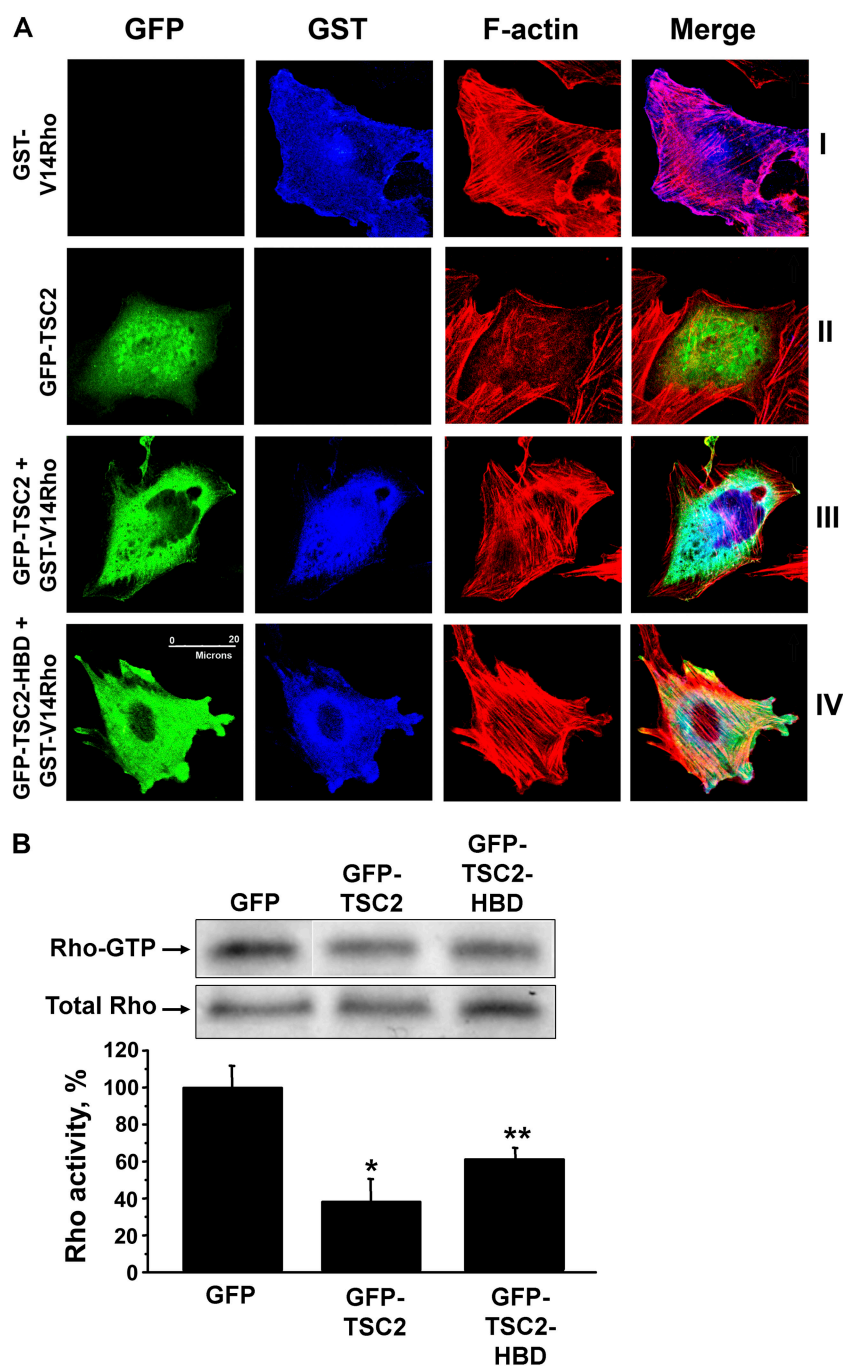 A
GFP GST F-actin Merge
GST-
V14Rho
I
GFP-TSC2
II
GFP-TSC2 +
GST-V14Rho
III
GFP-TSC2-HBD +
GST-V14Rho
0 20
Microns
IV
B
GFP
GFP-
TSC2
GFP-
TSC2-
HBD
Rho-GTP
Total Rho
Rho activity, %
120
100
80
60
40
20
0
*
**
GFP
GFP-
TSC2
GFP-
TSC2-
HBD